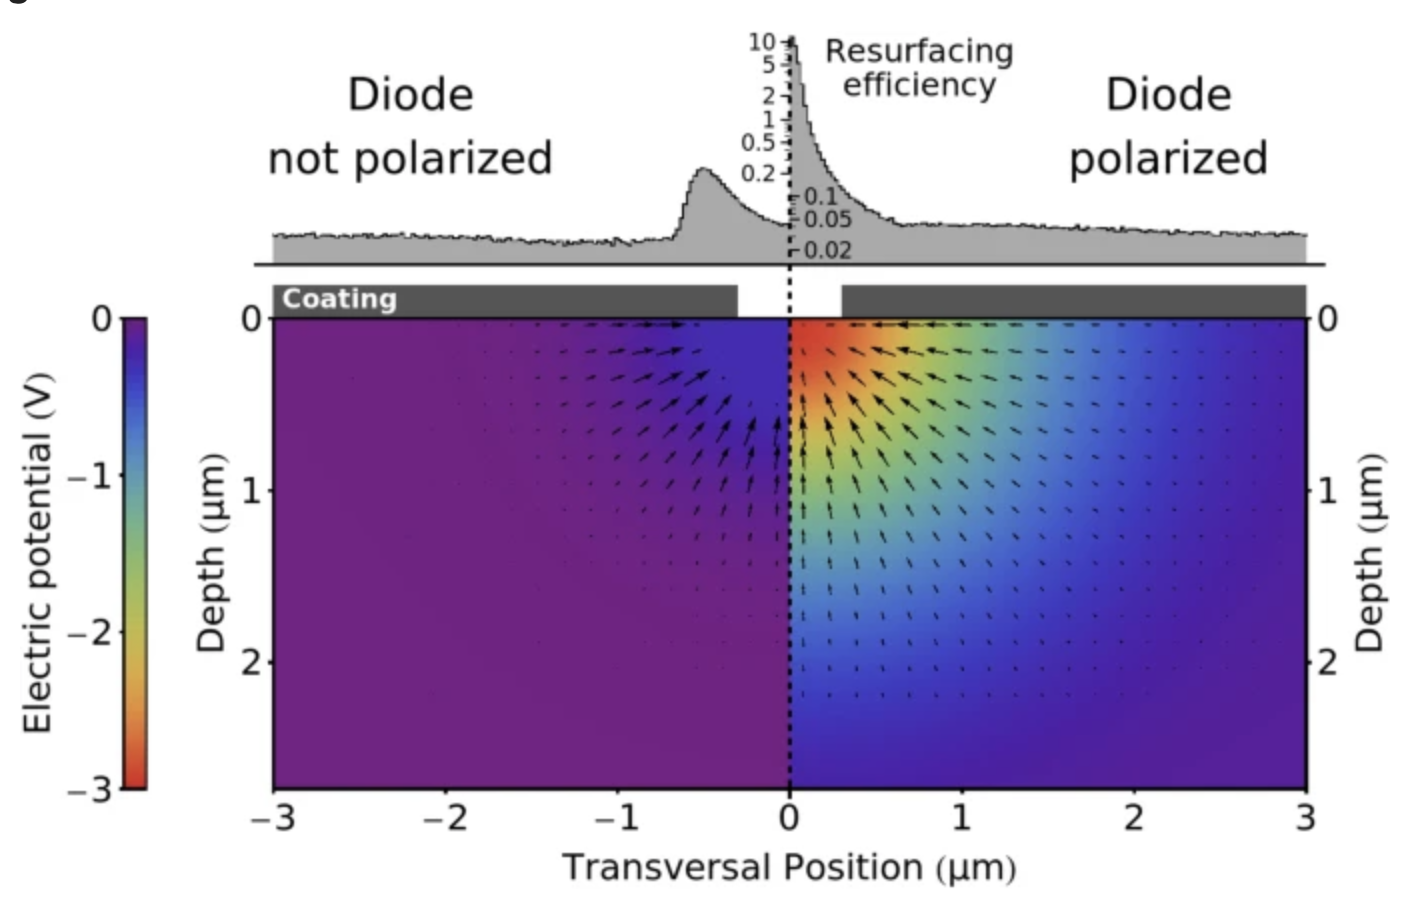 Diode
not polarized
10
5
2
1
0.5
0.2
0.1
0.05
0.02
Resurfacing
efficiency
Diode
polarized
Coating
Electric potential (V)
0
−1
−2
−3
Depth (μm)
0
1
2
0
1
2
Depth (μm)
−3 −2 −1 0 1 2 3
Transversal Position (μm)